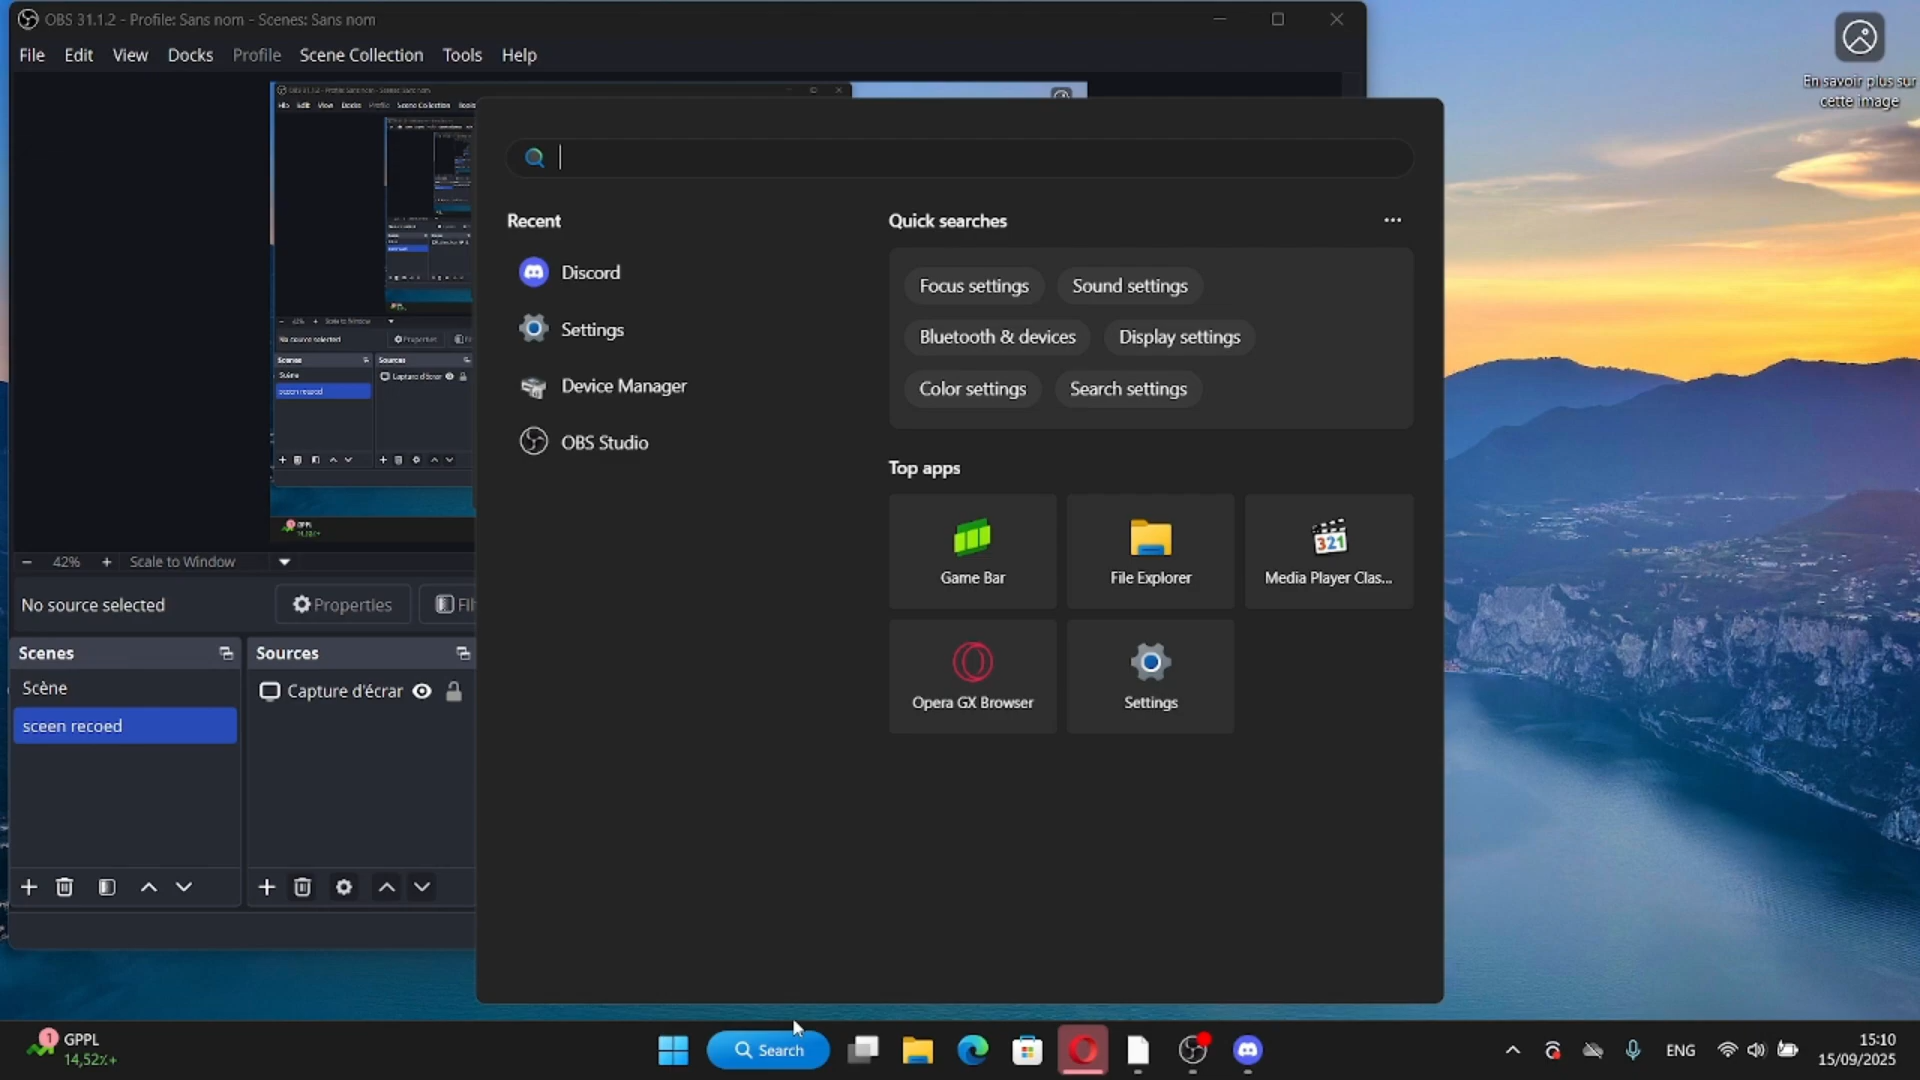 OBS 31.1.2 - Profile: Sans nom - Scenes: Sans nom
File Edit View Docks Profile Scene Collection Tools Help
En savoir plus sur
cette image
Recent
Discord
Settings
Device Manager
OBS Studio
Quick searches
Focus settings Sound settings
Bluetooth & devices Display settings
Color settings Search settings
Top apps
Game Bar File Explorer Media Player Clas...
Opera GX Browser Settings
42% Scale to Window
No source selected Properties
Scenes Sources
Scène
Capture d'écran
sceen recoed
GPPL
14,52%+
Search
ENG
15:10
15/09/2025